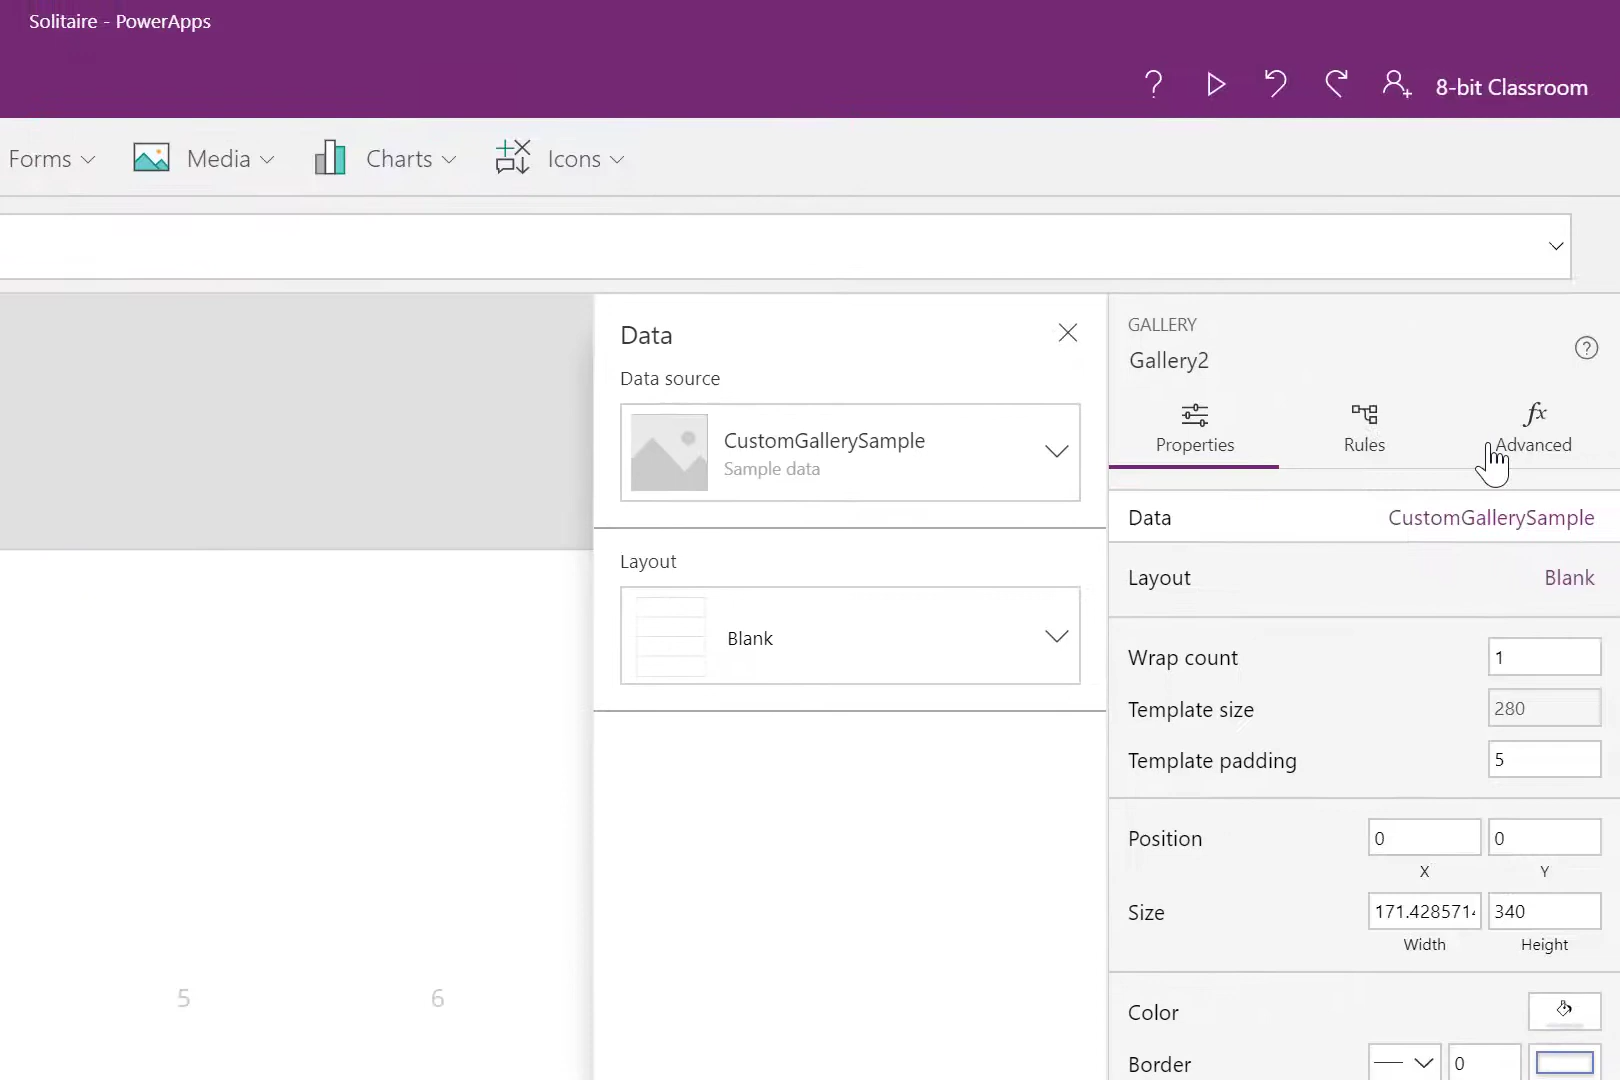 Solitaire - PowerApps
8-bit Classroom
Forms
Media
Charts
Icons
Data
Data source
CustomGallerySample
Sample data
Layout
Blank
GALLERY
Gallery2
Properties
Rules
Advanced
Data
CustomGallerySample
Layout
Blank
Wrap count
1
Template size
280
Template padding
5
Position
0
0
X
Y
Size
171.4285714
340
Width
Height
Color
Border
0
5
6